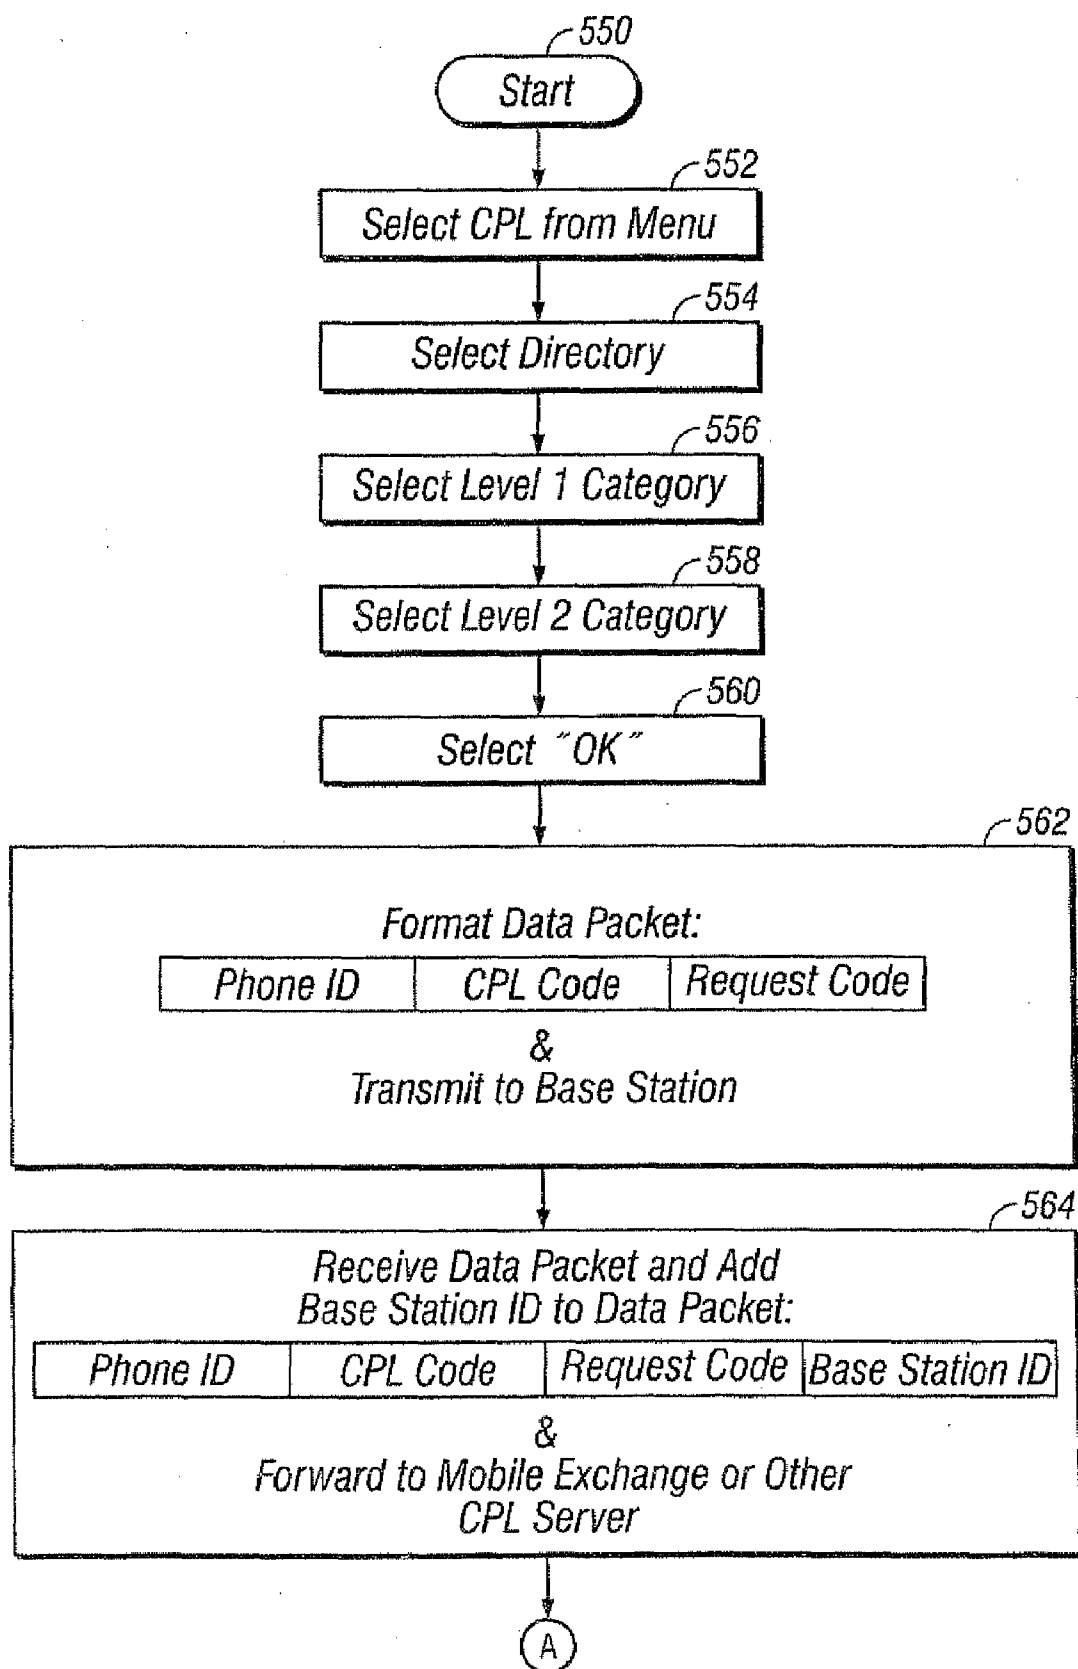 550
Start
552
Select CPL from Menu
554
Select Directory
556
Select Level 1 Category
558
Select Level 2 Category
560
Select "OK"
562
Format Data Packet:
Phone ID CPL Code Request Code
&
Transmit to Base Station
564
Receive Data Packet and Add
Base Station ID to Data Packet:
Phone ID CPL Code Request Code Base Station ID
&
Forward to Mobile Exchange or Other
CPL Server
A